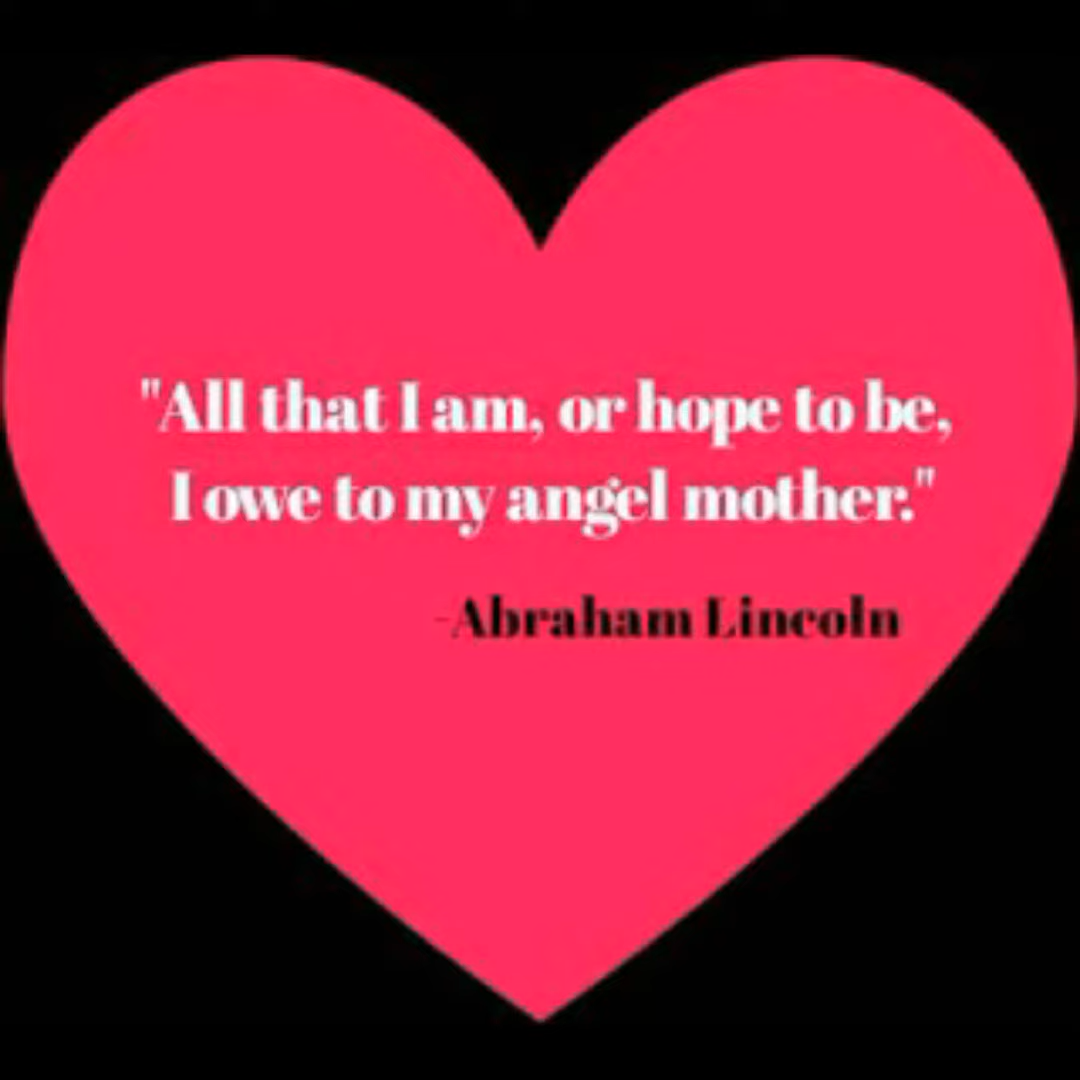 "All that I am, or hope to be,
I owe to my angel mother."
-Abraham Lincoln